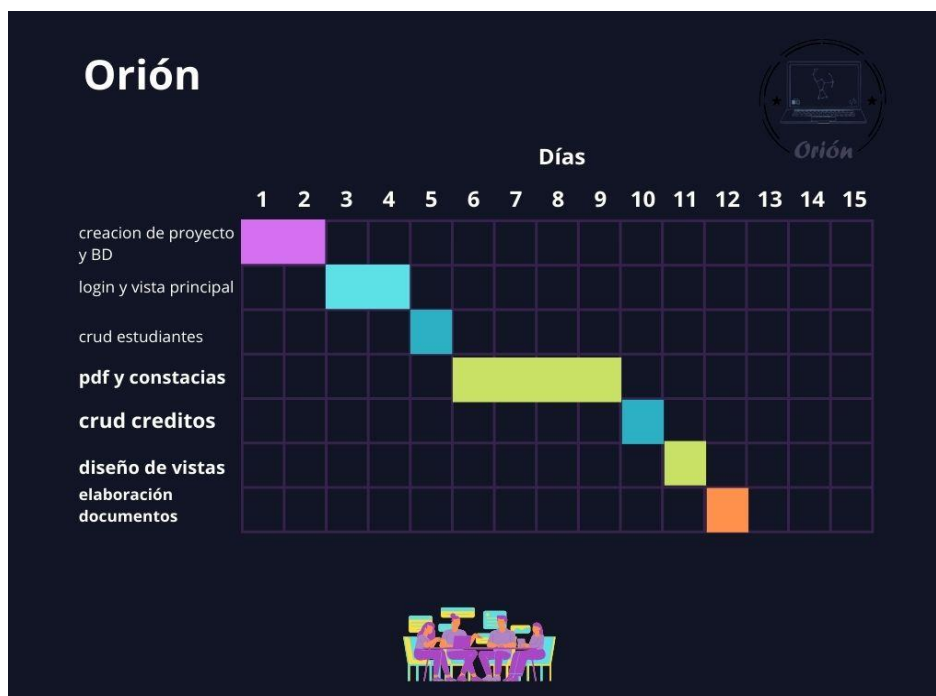 Orión
Orión
Días
1 2 3 4 5 6 7 8 9 10 11 12 13 14 15
creacion de proyecto
y BD
login y vista principal
crud estudiantes
pdf y constacias
crud creditos
diseño de vistas
elaboración
documentos